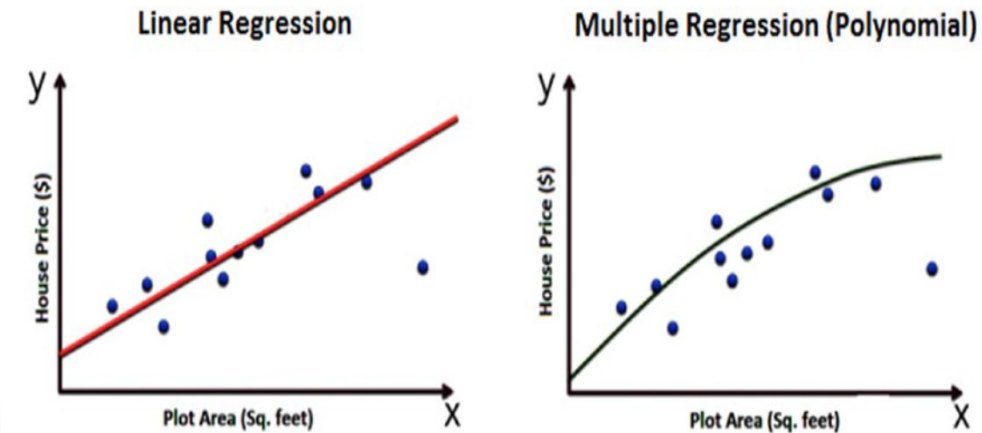 Linear Regression
y
House Price ($)
Plot Area (Sq. feet)
X
Multiple Regression (Polynomial)
y
House Price ($)
Plot Area (Sq. feet)
X